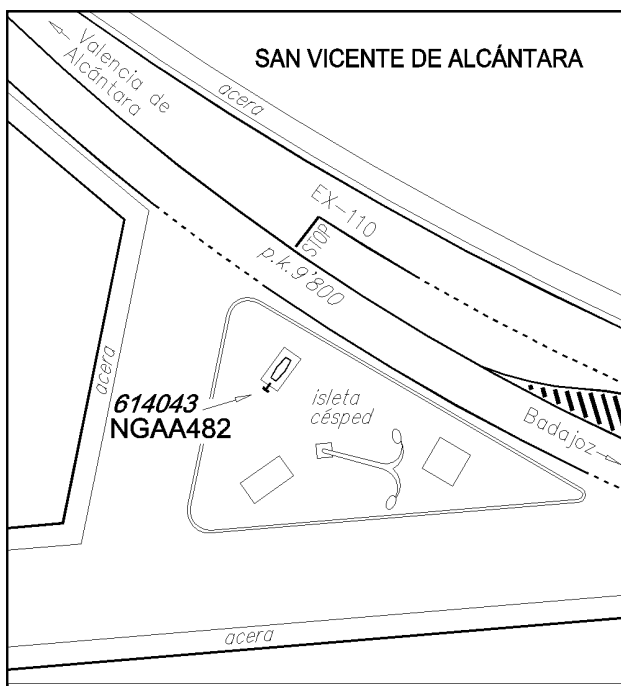 SAN VICENTE DE ALCÁNTARA
Valencia de
Alcántara
acera
EX-110
STOP
p.k.9'800
acera
614043
NGAA482
isleta
césped
Badajoz
acera